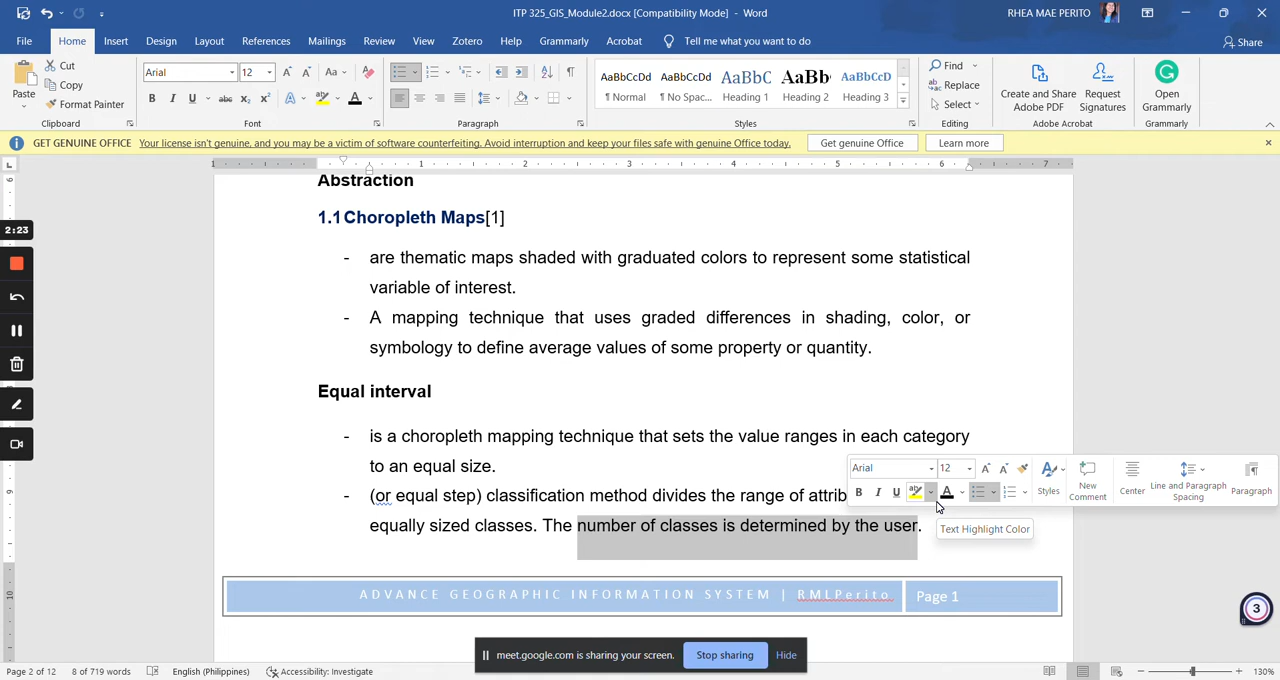 ITP 325_GIS_Module2.docx [Compatibility Mode] - Word
RHEA MAE PERITO
File Home Insert Design Layout References Mailings Review View Zotero Help Grammarly Acrobat Tell me what you want to do
Share
Paste
Cut
Copy
Format Painter
Clipboard
Arial 12
Font
Paragraph
AaBbCcDd AaBbCcDd AaBbC AaBb AaBbCcD
¶ Normal ¶ No Spac... Heading 1 Heading 2 Heading 3
Styles
Find
Replace
Select
Editing
Create and Share Adobe PDF
Request Signatures
Adobe Acrobat
Open Grammarly
Grammarly
GET GENUINE OFFICE Your license isn't genuine, and you may be a victim of software counterfeiting. Avoid interruption and keep your files safe with genuine Office today. Get genuine Office Learn more
1 1 2 3 4 5 6 7
2:23
Abstraction
1.1 Choropleth Maps[1]
- are thematic maps shaded with graduated colors to represent some statistical
variable of interest.
- A mapping technique that uses graded differences in shading, color, or
symbology to define average values of some property or quantity.
Equal interval
- is a choropleth mapping technique that sets the value ranges in each category
to an equal size.
- (or equal step) classification method divides the range of attrib
equally sized classes. The number of classes is determined by the user.
Arial 12
Styles
New Comment
Center
Line and Paragraph Spacing
Paragraph
Text Highlight Color
ADVANCE GEOGRAPHIC INFORMATION SYSTEM | RMLPerito Page 1
3
meet.google.com is sharing your screen. Stop sharing Hide
Page 2 of 12 8 of 719 words English (Philippines) Accessibility: Investigate 130%